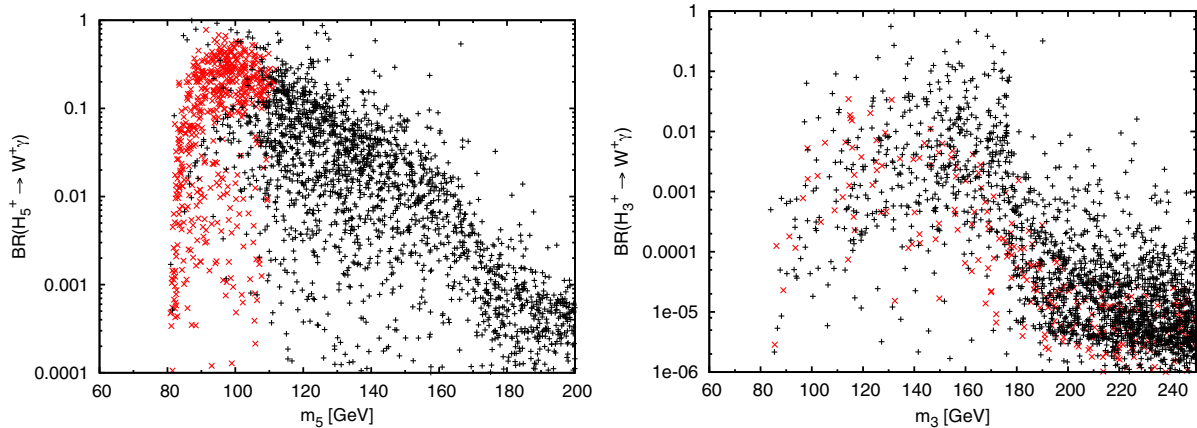 1
0.1
0.01
0.001
0.0001
BR(H₅⁺ → W⁺γ)
60 80 100 120 140 160 180 200
m₅ [GeV]
1
0.1
0.01
0.001
0.0001
1e-05
1e-06
BR(H₃⁺ → W⁺γ)
60 80 100 120 140 160 180 200 220 240
m₃ [GeV]